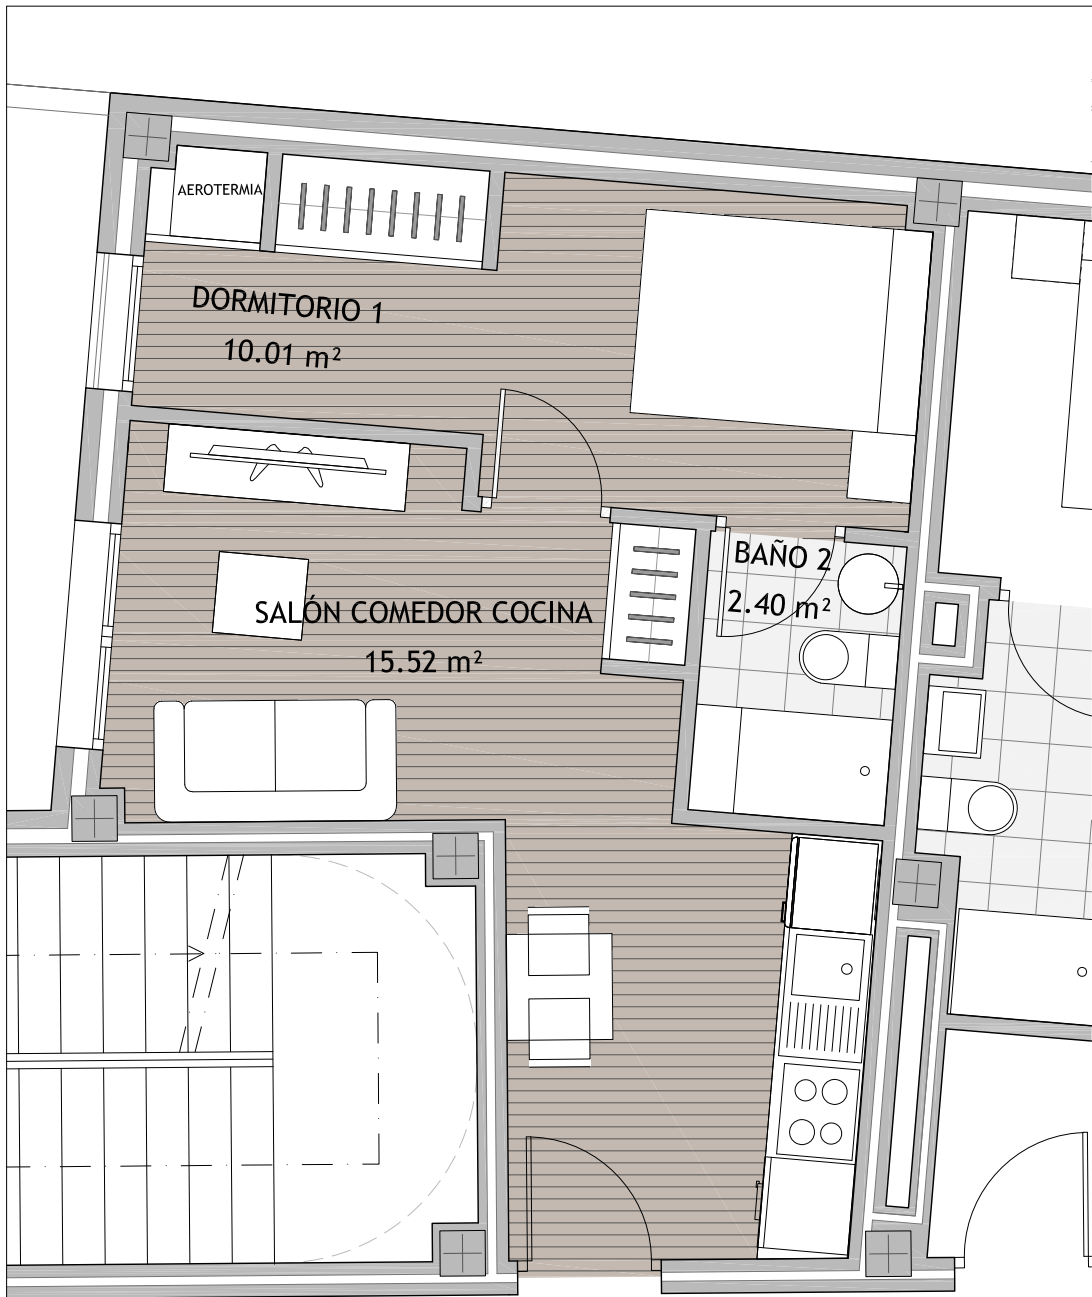 AEROTERMIA
DORMITORIO 1
10.01 m²
BAÑO 2
2.40 m²
SALÓN COMEDOR COCINA
15.52 m²